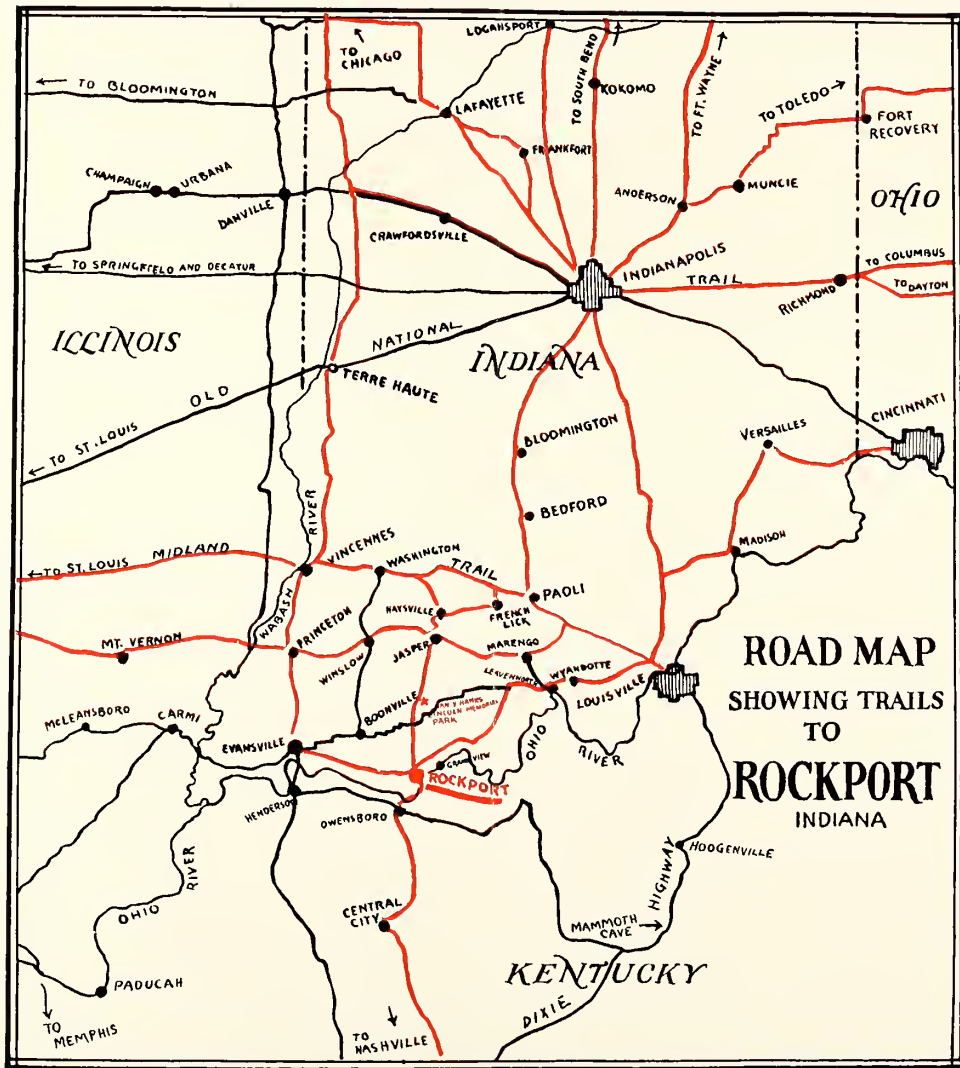 LOGANSPORT
TO
CHICAGO
TO SOUTH BEND
KOKOMO
TO FT. WAYNE
TO TOLEDO
FORT
RECOVERY
TO BLOOMINGTON
LAFAYETTE
FRANKFORT
MUNCIE
ANDERSON
OHIO
CHAMPAIGN
URBANA
DANVILLE
CRAWFORDSVILLE
TO SPRINGFIELD AND DECATUR
INDIANAPOLIS
TRAIL
RICHMOND
TO COLUMBUS
TO DAYTON
ILLINOIS
NATIONAL
INDIANA
OLD
TERRE HAUTE
TO ST. LOUIS
BLOOMINGTON
VERSAILLES
CINCINNATI
BEDFORD
RIVER
WABASH
MADISON
TO ST. LOUIS
MIDLAND
VINCENNES
WASHINGTON
TRAIL
PAOLI
HAYSVILLE
FRENCH
LICK
MT. VERNON
PRINCETON
WINSLOW
JASPER
MARENGO
LEAVENWORTH
WYANDOTTE
LOUISVILLE
ROAD MAP
SHOWING TRAILS
TO
ROCKPORT
INDIANA
McLEANSBORO
CARMI
EVANSVILLE
BOONVILLE
HANKS
LINCOLN MEMORIAL
PARK
GRANDVIEW
OHIO
RIVER
ROCKPORT
HENDERSON
OWENSBORO
RIVER
OHIO
HOOGENVILLE
HIGHWAY
CENTRAL
CITY
MAMMOTH
CAVE
KENTUCKY
DIXIE
PADUCAH
TO
MEMPHIS
TO
NASHVILLE